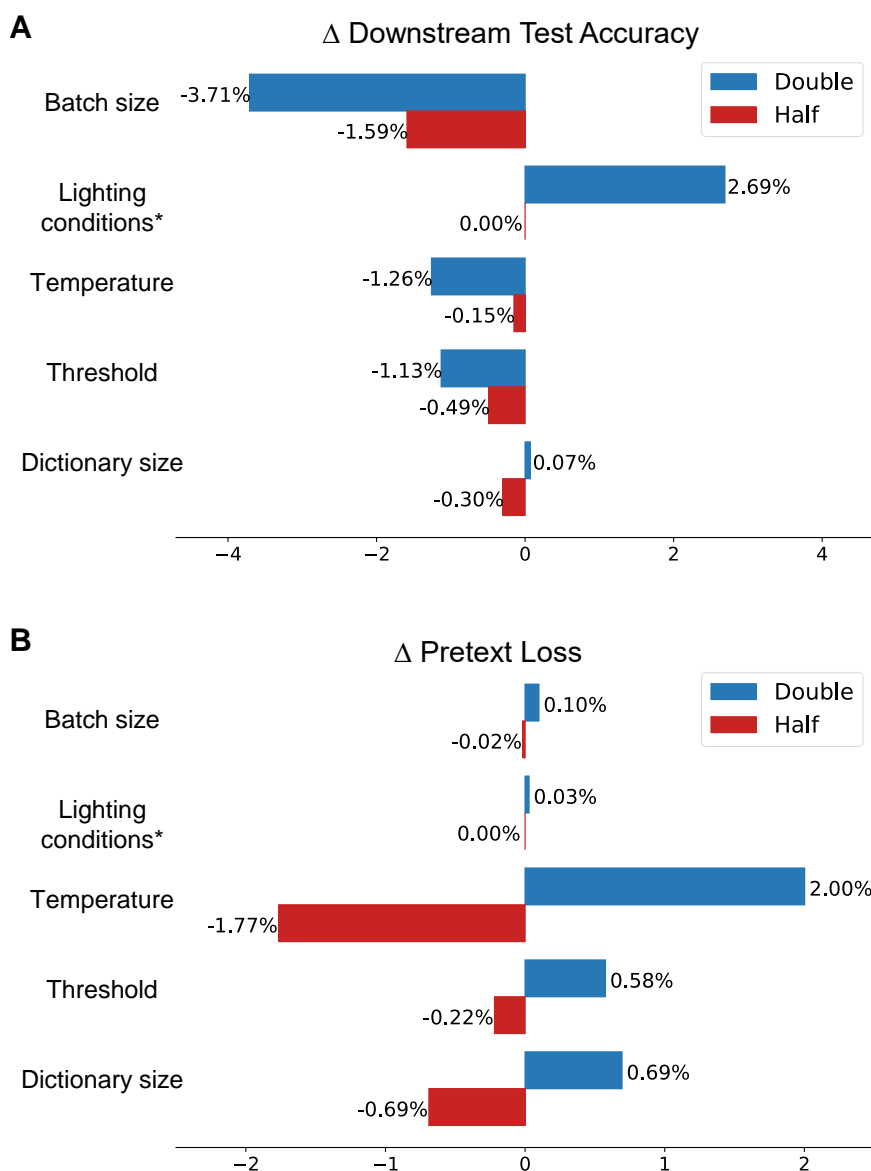 A
Δ Downstream Test Accuracy
Double
Half
Batch size
-3.71%
-1.59%
Lighting
conditions*
2.69%
0.00%
Temperature
-1.26%
-0.15%
Threshold
-1.13%
-0.49%
Dictionary size
0.07%
-0.30%
−4 −2 0 2 4
B
Δ Pretext Loss
Double
Half
Batch size
0.10%
-0.02%
Lighting
conditions*
0.03%
0.00%
Temperature
2.00%
-1.77%
Threshold
0.58%
-0.22%
Dictionary size
0.69%
-0.69%
−2 −1 0 1 2